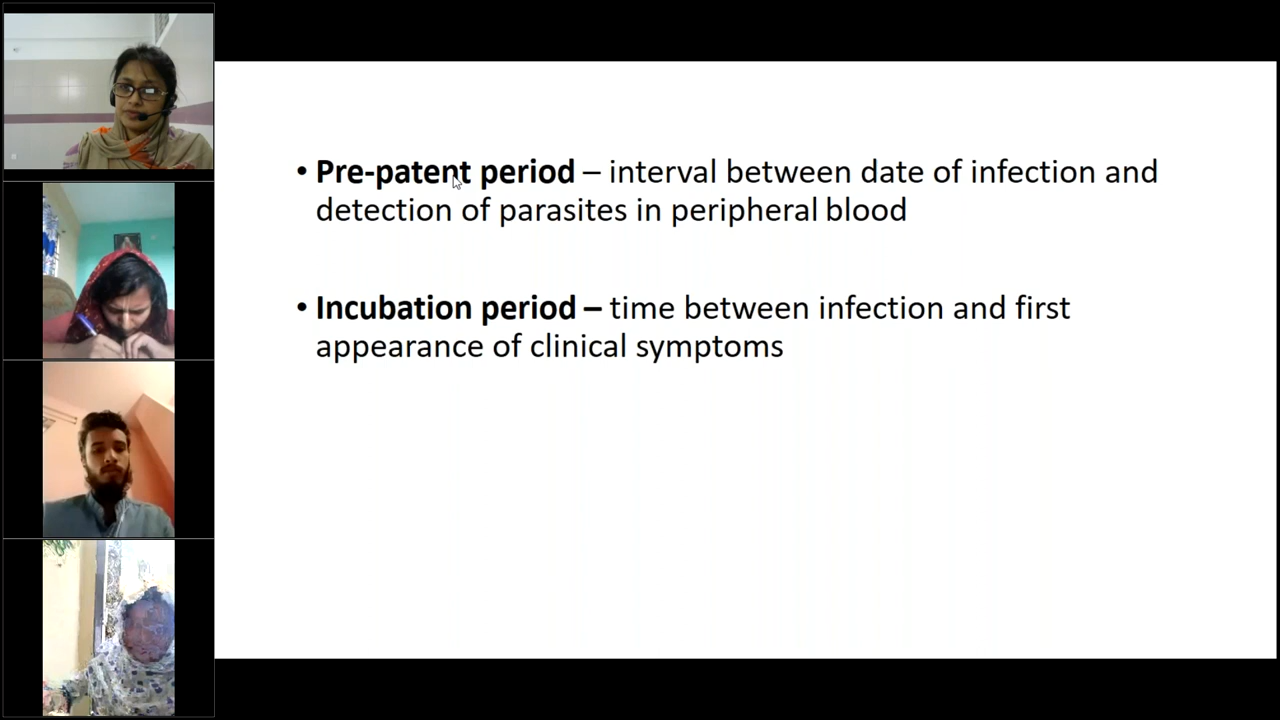 • Pre-patent period – interval between date of infection and
detection of parasites in peripheral blood
• Incubation period – time between infection and first
appearance of clinical symptoms